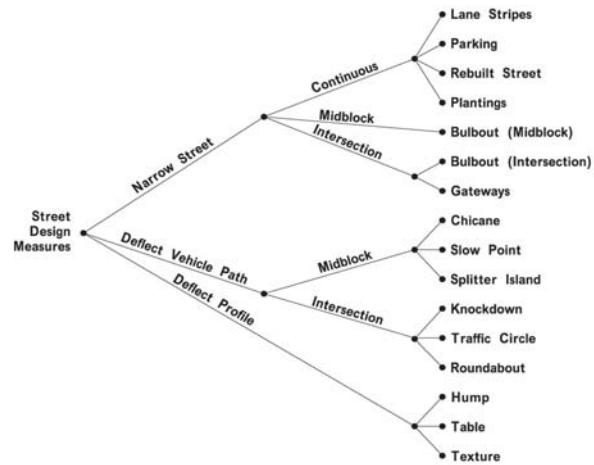 Lane Stripes
Parking
Continuous
Rebuilt Street
Plantings
Midblock
Bulbout (Midblock)
Intersection
Bulbout (Intersection)
Narrow Street
Gateways
Street
Design
Measures
Chicane
Deflect Vehicle Path
Midblock
Slow Point
Splitter Island
Deflect Profile
Intersection
Knockdown
Traffic Circle
Roundabout
Hump
Table
Texture